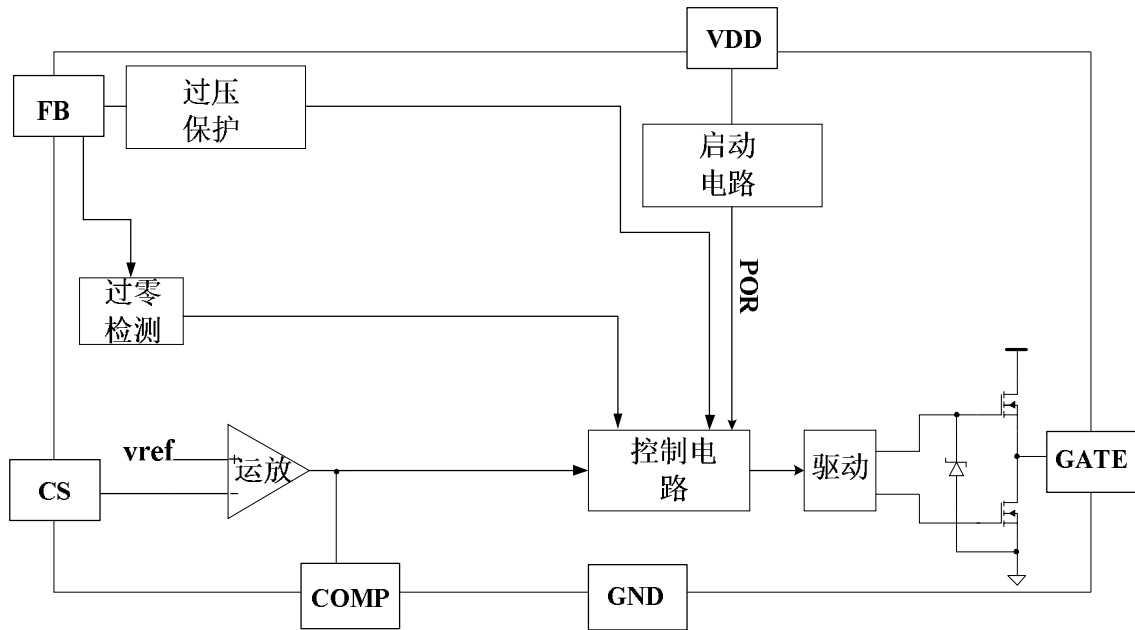 VDD
FB
过压
保护
启动
电路
POR
过零
检测
vref
+
运放
-
CS
控制电
路
驱动
GATE
COMP
GND